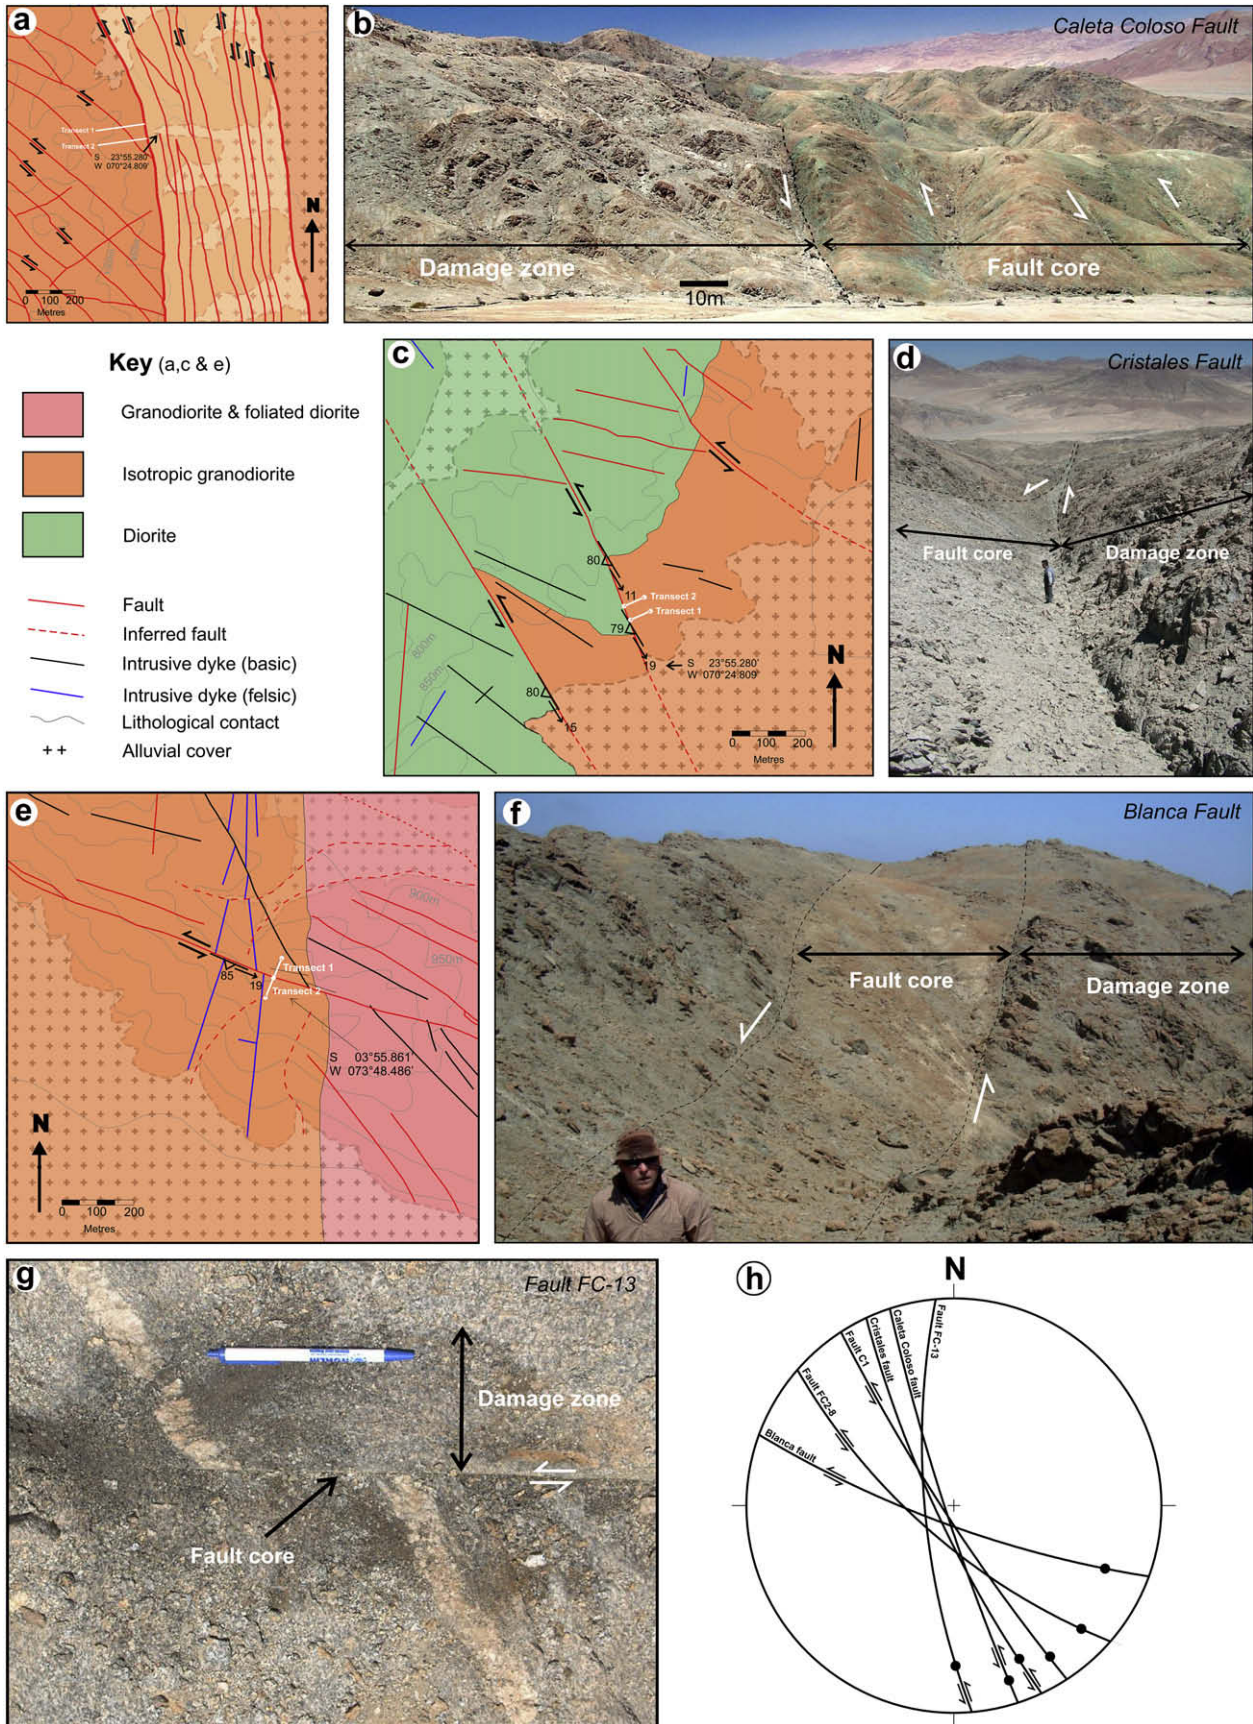 a
Transect 1
Transect 2
S 23°55.280'
W 070°24.809'
N
0 100 200
Metres
b
Caleta Coloso Fault
Damage zone
Fault core
10m
Key (a,c & e)
Granodiorite & foliated diorite
Isotropic granodiorite
Diorite
Fault
Inferred fault
Intrusive dyke (basic)
Intrusive dyke (felsic)
Lithological contact
++ Alluvial cover
c
80
11
Transect 2
Transect 1
79
19
S 23°55.280'
W 070°24.809'
800m
850m
80
15
N
0 100 200
Metres
d
Cristales Fault
Fault core
Damage zone
e
900m
950m
85
19
Transect 1
Transect 2
S 03°55.861'
W 073°48.486'
N
0 100 200
Metres
f
Blanca Fault
Fault core
Damage zone
g
Fault FC-13
Damage zone
Fault core
h
N
Fault FC-13
Caleta Coloso fault
Cristales fault
Fault C1
Fault FC2-8
Blanca fault